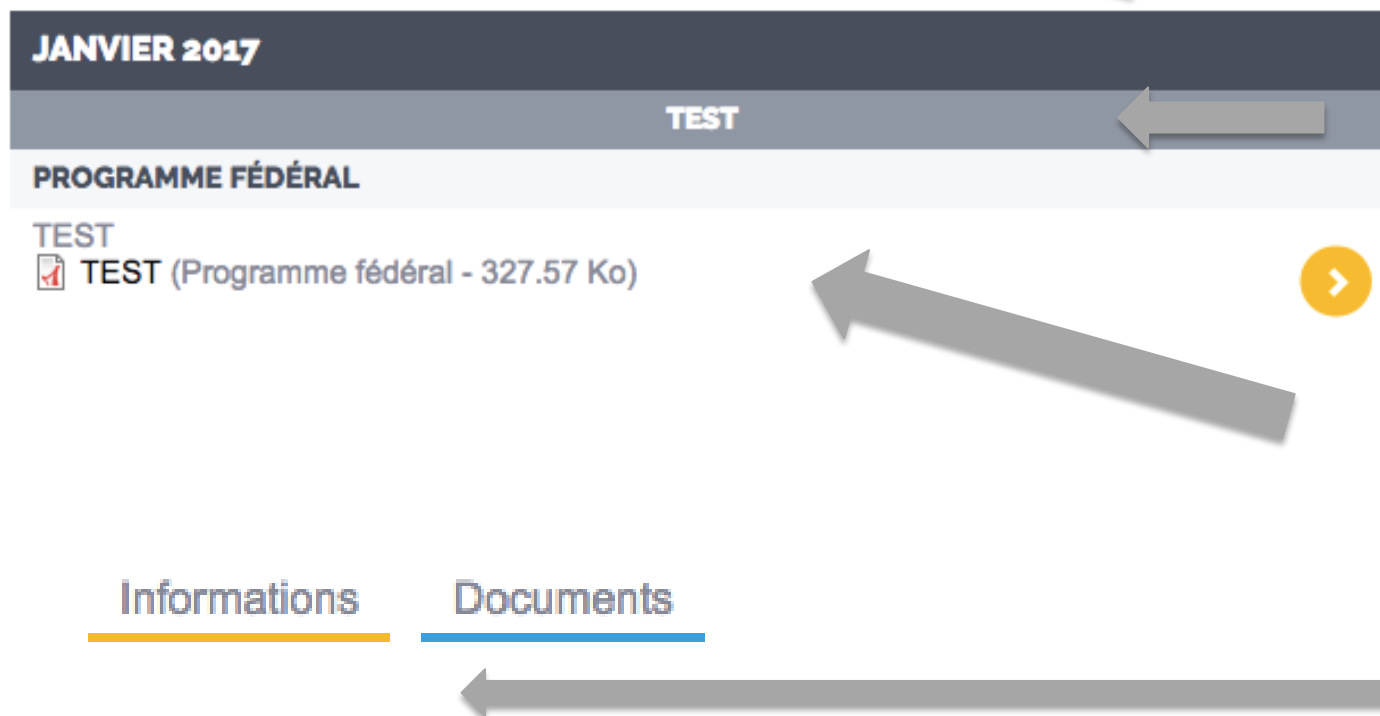 JANVIER 2017
TEST
PROGRAMME FÉDÉRAL
TEST
TEST (Programme fédéral - 327.57 Ko)
Informations Documents